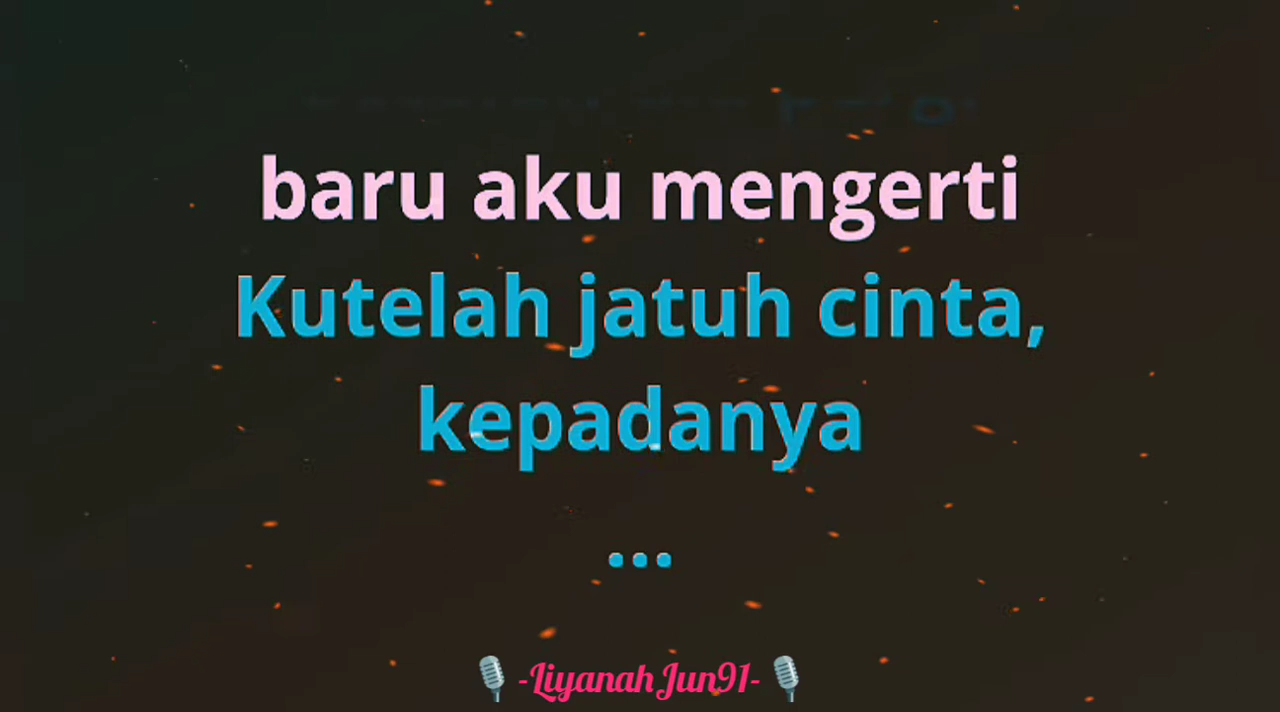 baru aku mengerti
Kutelah jatuh cinta,
kepadanya
...
-Liyanah Jun91-